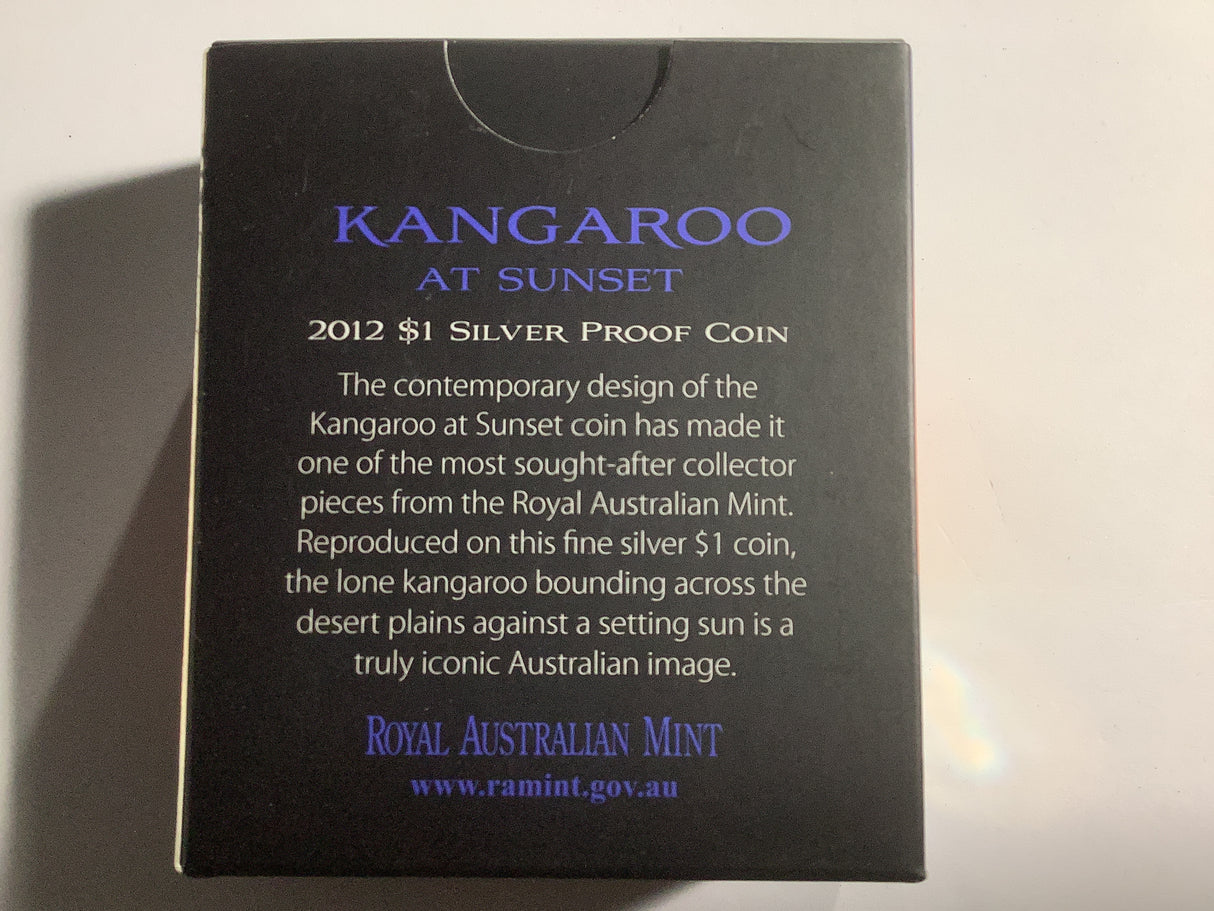 KANGAROO
AT SUNSET
2012 $1 SILVER PROOF COIN
The contemporary design of the
Kangaroo at Sunset coin has made it
one of the most sought-after collector
pieces from the Royal Australian Mint.
Reproduced on this fine silver $1 coin,
the lone kangaroo bounding across the
desert plains against a setting sun is a
truly iconic Australian image.
ROYAL AUSTRALIAN MINT
www.ramint.gov.au